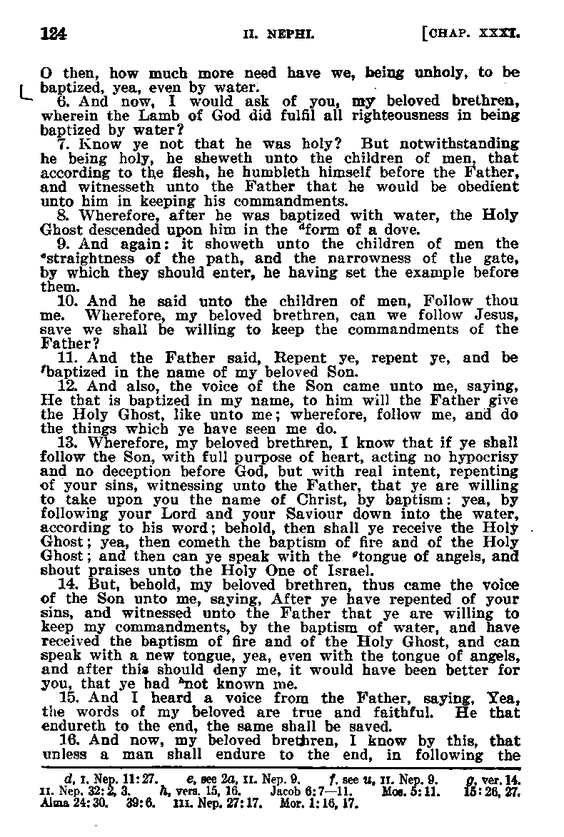 124 II. NEPHI. [CHAP. XXXI.
O then, how much more need have we, being unholy, to be
baptized, yea, even by water.
6. And now, I would ask of you, my beloved brethren,
wherein the Lamb of God did fulfil all righteousness in being
baptized by water?
7. Know ye not that he was holy? But notwithstanding
he being holy, he sheweth unto the children of men, that
according to the flesh, he humbleth himself before the Father,
and witnesseth unto the Father that he would be obedient
unto him in keeping his commandments.
8. Wherefore, after he was baptized with water, the Holy
Ghost descended upon him in the dform of a dove.
9. And again: it showeth unto the children of men the
estraightness of the path, and the narrowness of the gate,
by which they should enter, he having set the example before
them.
10. And he said unto the children of men, Follow thou
me. Wherefore, my beloved brethren, can we follow Jesus,
save we shall be willing to keep the commandments of the
Father?
11. And the Father said, Repent ye, repent ye, and be
fbaptized in the name of my beloved Son.
12. And also, the voice of the Son came unto me, saying,
He that is baptized in my name, to him will the Father give
the Holy Ghost, like unto me; wherefore, follow me, and do
the things which ye have seen me do.
13. Wherefore, my beloved brethren, I know that if ye shall
follow the Son, with full purpose of heart, acting no hypocrisy
and no deception before God, but with real intent, repenting
of your sins, witnessing unto the Father, that ye are willing
to take upon you the name of Christ, by baptism: yea, by
following your Lord and your Saviour down into the water,
according to his word; behold, then shall ye receive the Holy
Ghost; yea, then cometh the baptism of fire and of the Holy
Ghost; and then can ye speak with the gtongue of angels, and
shout praises unto the Holy One of Israel.
14. But, behold, my beloved brethren, thus came the voice
of the Son unto me, saying, After ye have repented of your
sins, and witnessed unto the Father that ye are willing to
keep my commandments, by the baptism of water, and have
received the baptism of fire and of the Holy Ghost, and can
speak with a new tongue, yea, even with the tongue of angels,
and after this should deny me, it would have been better for
you, that ye had hnot known me.
15. And I heard a voice from the Father, saying, Yea,
the words of my beloved are true and faithful. He that
endureth to the end, the same shall be saved.
16. And now, my beloved brethren, I know by this, that
unless a man shall endure to the end, in following the
d, I. Nep. 11:27. e, see 2a, II. Nep. 9. f, see u, II. Nep. 9. g, ver. 14.
II. Nep. 32:2, 3. h, vers. 15, 16. Jacob 6:7—11. Mos. 5:11. 15:26, 27.
Alma 24:30. 39:6. III. Nep. 27:17. Mor. 1:16, 17.